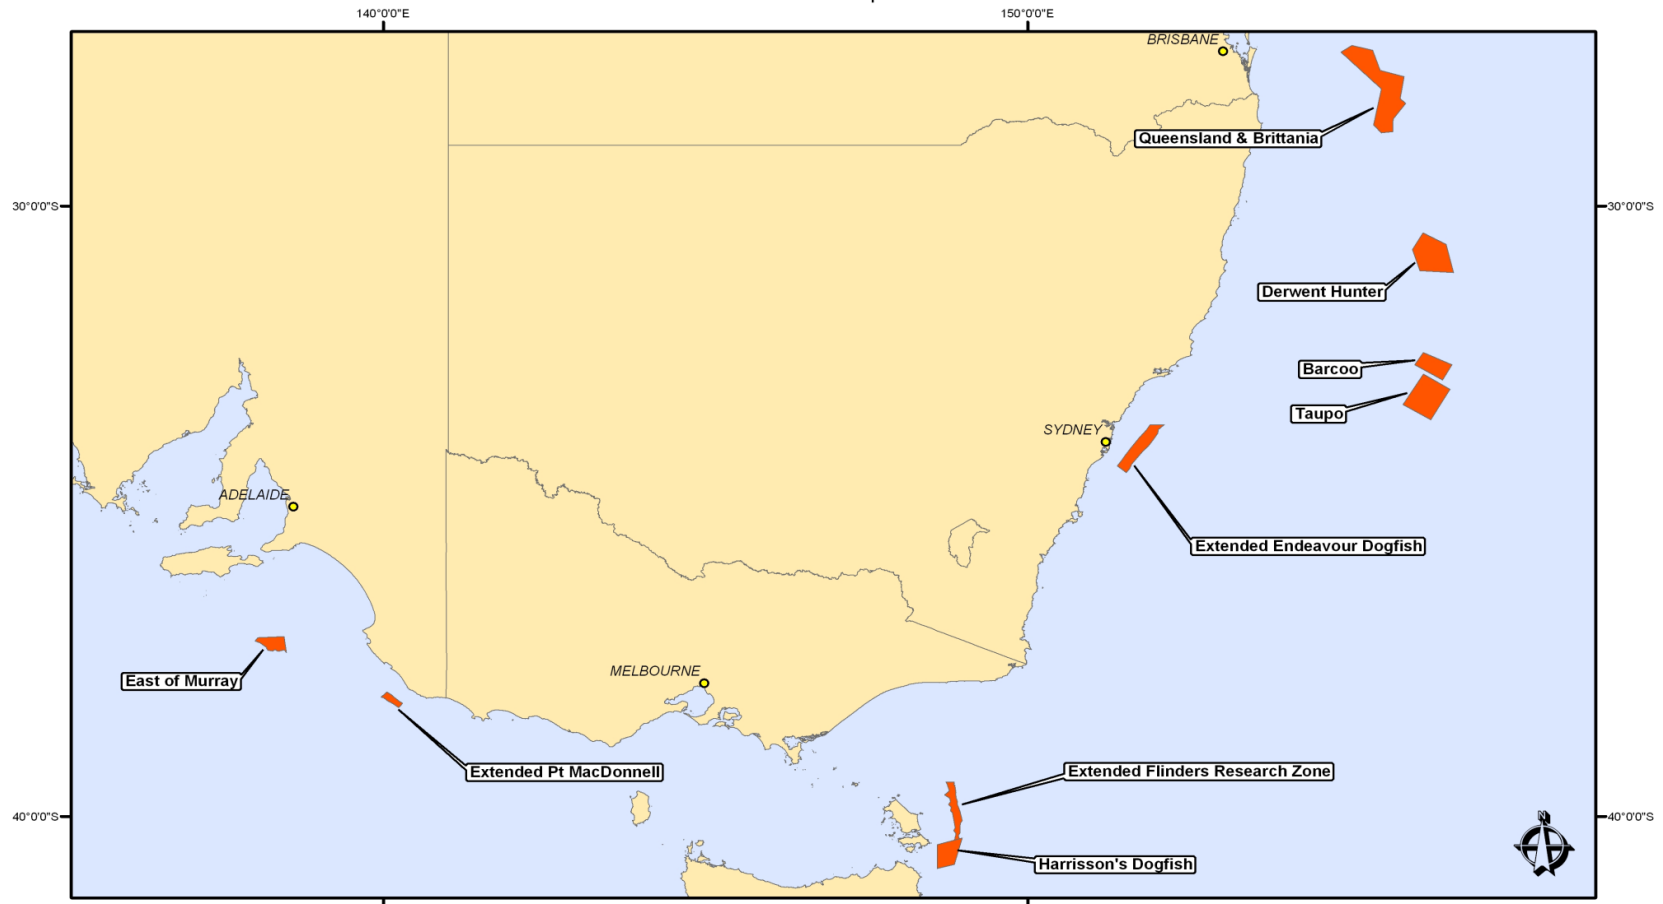 140°0'0"E
150°0'0"E
BRISBANE
Queensland & Brittania
30°0'0"S
30°0'0"S
Derwent Hunter
Barcoo
Taupo
SYDNEY
ADELAIDE
Extended Endeavour Dogfish
MELBOURNE
East of Murray
Extended Pt MacDonnell
Extended Flinders Research Zone
40°0'0"S
40°0'0"S
N
Harrisson's Dogfish